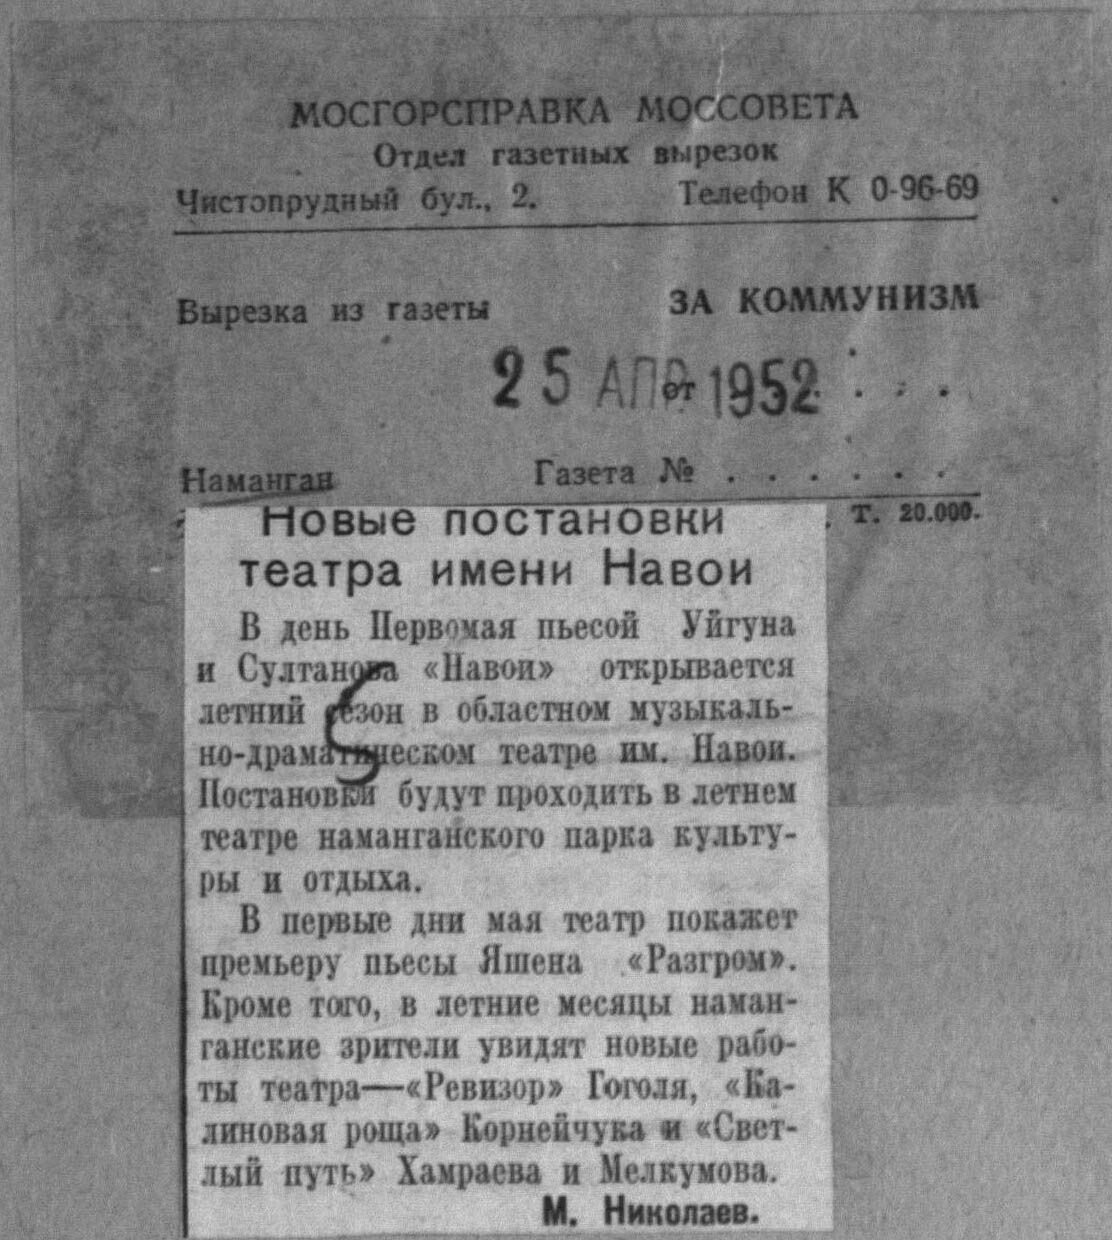 МОСГОРСПРАВКА МОССОВЕТА
Отдел газетных вырезок
Чистопрудный бул., 2. Телефон К 0-96-69
Вырезка из газеты ЗА КОММУНИЗМ
25 АПР от 1952 . . .
Наманган Газета № . . . . . .
. Т. 20.000.
Новые постановки
театра имени Навои
В день Первомая пьесой Уйгуна
и Султанова «Навои» открывается
летний сезон в областном музыкаль-
но-драматическом театре им. Навои.
Постановки будут проходить в летнем
театре наманганского парка культу-
ры и отдыха.
В первые дни мая театр покажет
премьеру пьесы Яшена «Разгром».
Кроме того, в летние месяцы наман-
ганские зрители увидят новые рабо-
ты театра—«Ревизор» Гоголя, «Ка-
линовая роща» Корнейчука и «Свет-
лый путь» Хамраева и Мелкумова.
М. Николаев.